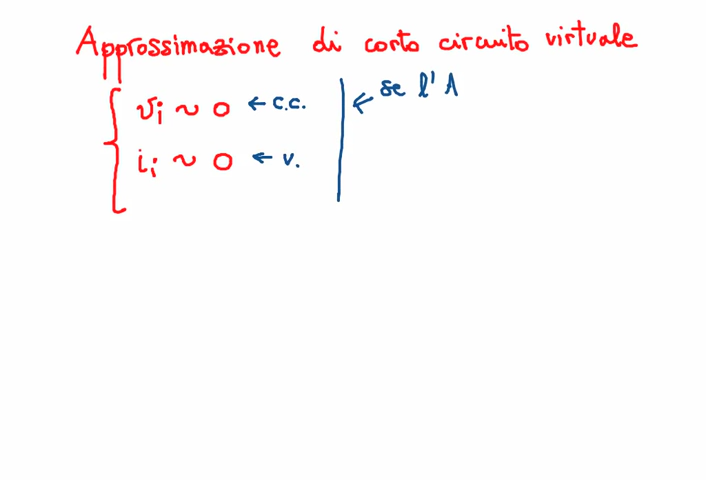 Approssimazione di corto circuito virtuale
vi ~ 0 ← c.c.
ii ~ 0 ← v.
← se l' A